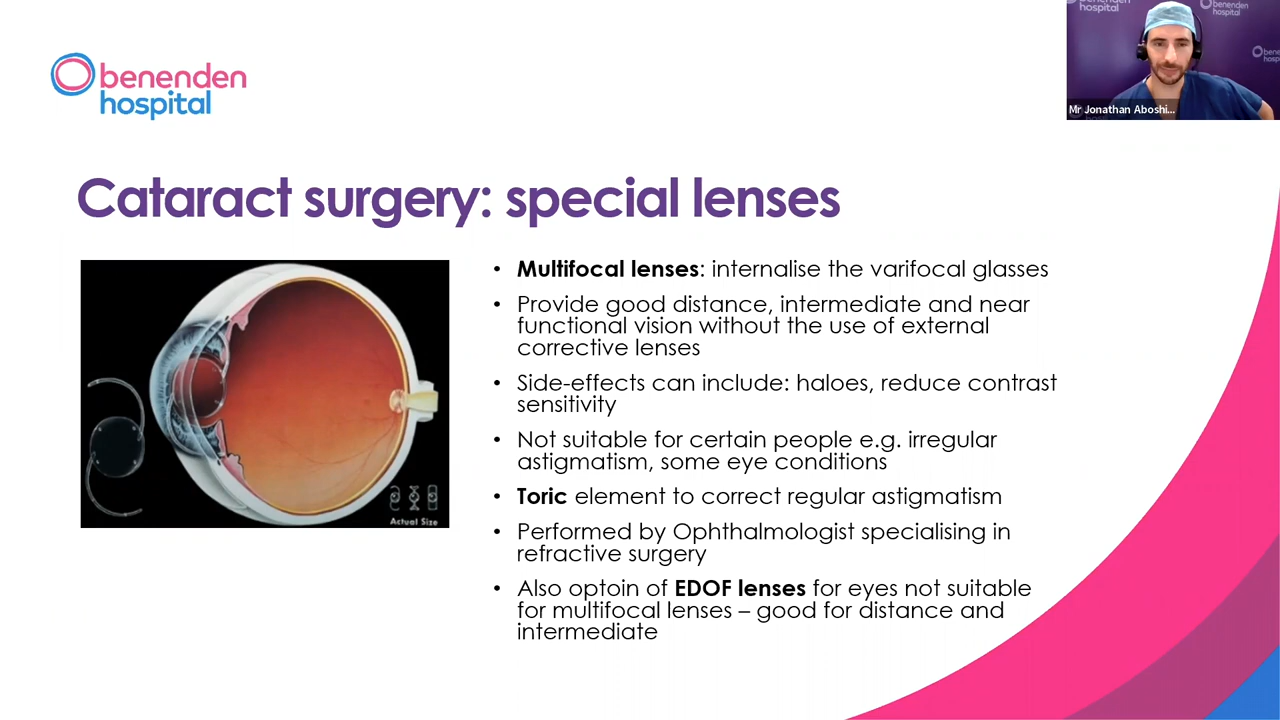 benenden
hospital
hospital
benenden
hospital
Mr Jonathan Aboshi...
Cataract surgery: special lenses
• Multifocal lenses: internalise the varifocal glasses
• Provide good distance, intermediate and near
functional vision without the use of external
corrective lenses
• Side-effects can include: haloes, reduce contrast
sensitivity
• Not suitable for certain people e.g. irregular
astigmatism, some eye conditions
• Toric element to correct regular astigmatism
• Performed by Ophthalmologist specialising in
refractive surgery
• Also optoin of EDOF lenses for eyes not suitable
for multifocal lenses – good for distance and
intermediate
Actual Size